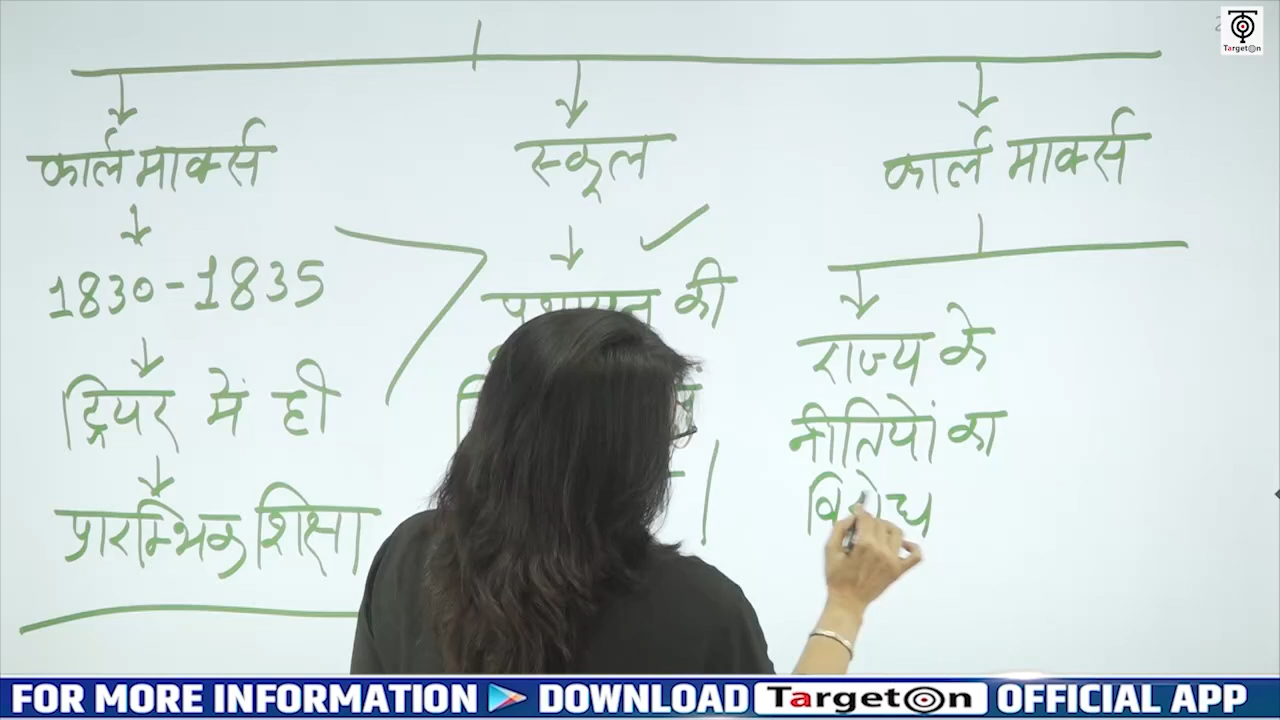 कार्ल मार्क्स
1830-1835
ट्रियर में ही
प्रारम्भिक शिक्षा
स्कूल
की
कार्ल मार्क्स
राज्य के
नीतियों का
विरोध
TargetOn
FOR MORE INFORMATION DOWNLOAD TargetOn OFFICIAL APP